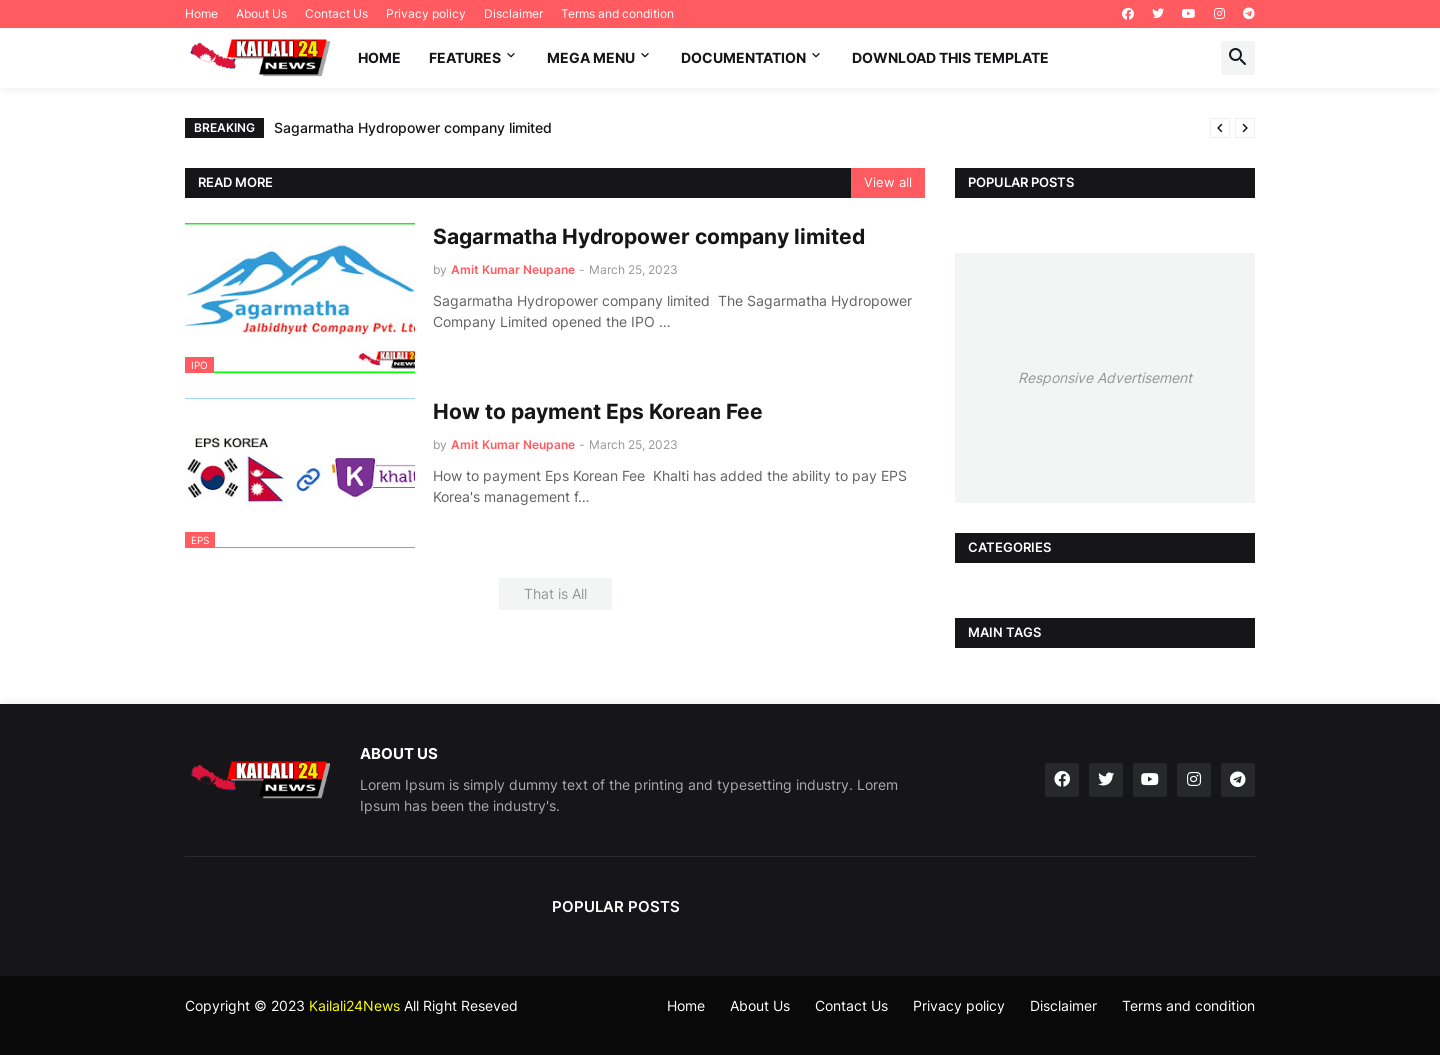 Home About Us Contact Us Privacy policy Disclaimer Terms and condition
KAILALI 24 NEWS
HOME FEATURES MEGA MENU DOCUMENTATION DOWNLOAD THIS TEMPLATE
BREAKING Sagarmatha Hydropower company limited
READ MORE View all
POPULAR POSTS
Sagarmatha
Jalbidhyut Company Pvt. Ltd
KAILALI 24
NEWS
IPO
Sagarmatha Hydropower company limited
by Amit Kumar Neupane - March 25, 2023
Sagarmatha Hydropower company limited  The Sagarmatha Hydropower
Company Limited opened the IPO …
Responsive Advertisement
EPS KOREA
K khalti
EPS
How to payment Eps Korean Fee
by Amit Kumar Neupane - March 25, 2023
How to payment Eps Korean Fee  Khalti has added the ability to pay EPS
Korea's management f…
CATEGORIES
That is All
MAIN TAGS
KAILALI 24
NEWS
ABOUT US
Lorem Ipsum is simply dummy text of the printing and typesetting industry. Lorem
Ipsum has been the industry's.
POPULAR POSTS
Copyright © 2023 Kailali24News All Right Reseved
Home About Us Contact Us Privacy policy Disclaimer Terms and condition